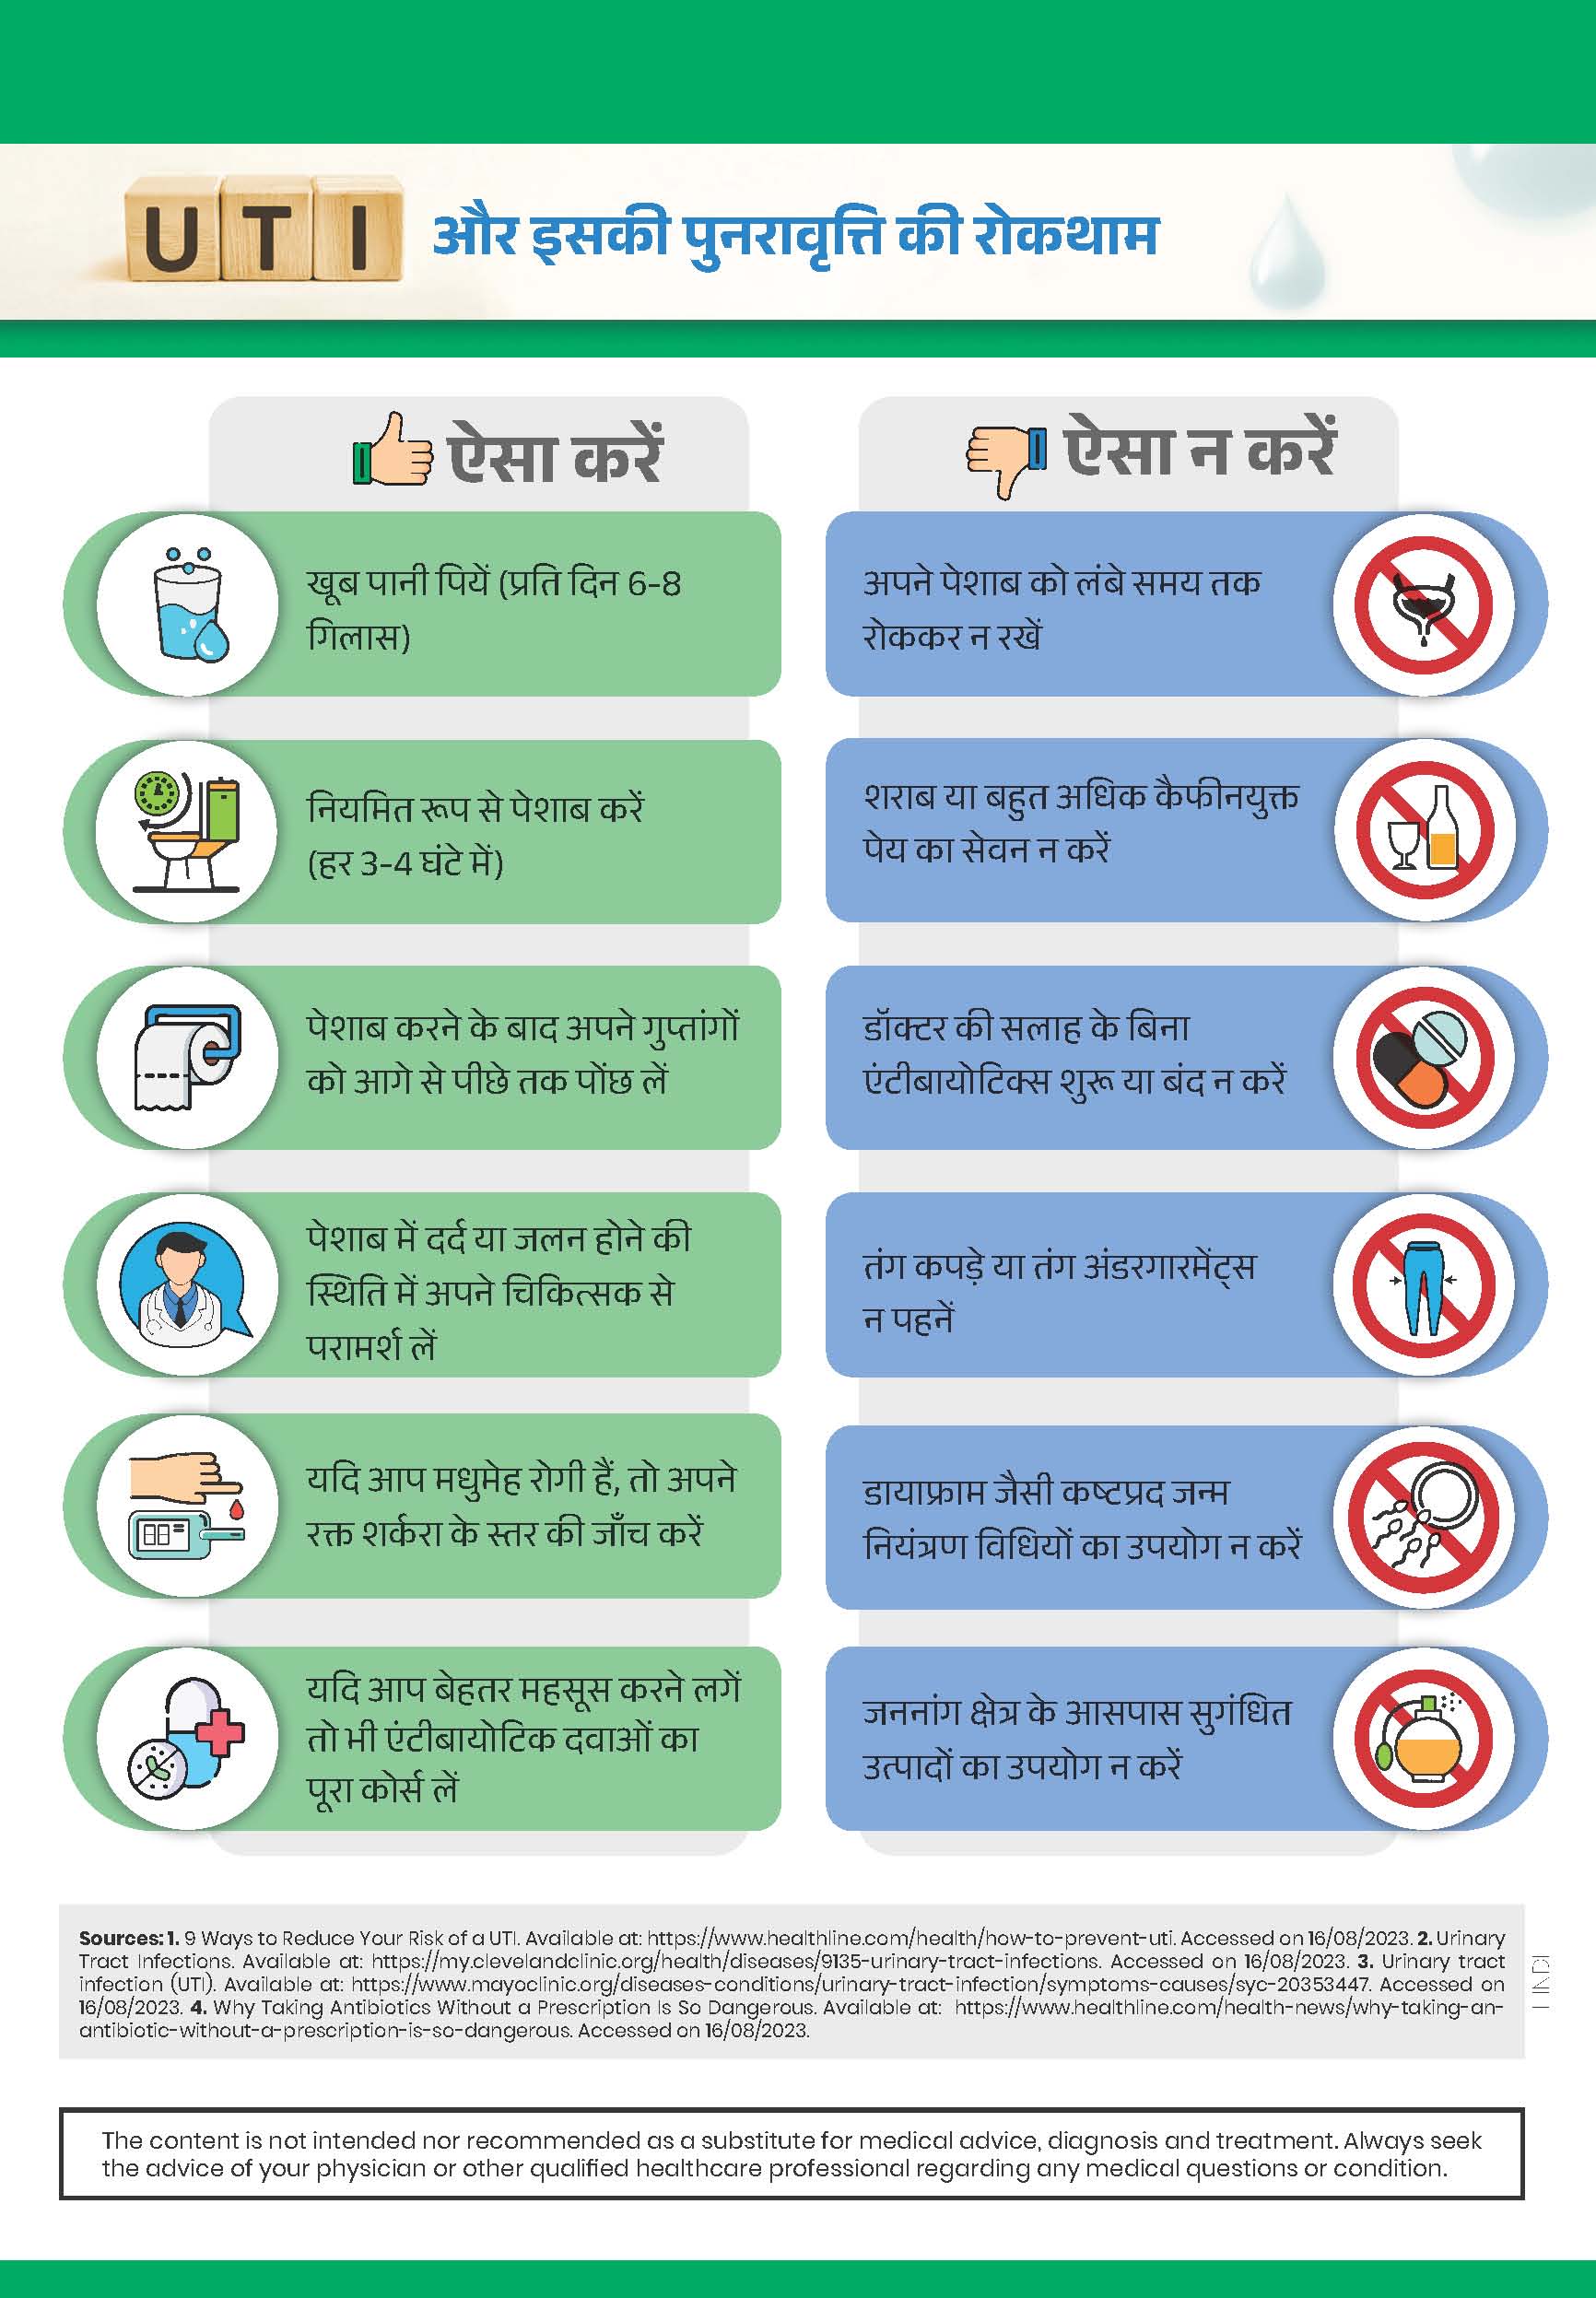 UTI और इसकी पुनरावृत्ति की रोकथाम
ऐसा करें
खूब पानी पियें (प्रति दिन 6-8
गिलास)
नियमित रूप से पेशाब करें
(हर 3-4 घंटे में)
पेशाब करने के बाद अपने गुप्तांगों
को आगे से पीछे तक पोंछ लें
पेशाब में दर्द या जलन होने की
स्थिति में अपने चिकित्सक से
परामर्श लें
यदि आप मधुमेह रोगी हैं, तो अपने
रक्त शर्करा के स्तर की जाँच करें
यदि आप बेहतर महसूस करने लगें
तो भी एंटीबायोटिक दवाओं का
पूरा कोर्स लें
ऐसा न करें
अपने पेशाब को लंबे समय तक
रोककर न रखें
शराब या बहुत अधिक कैफीनयुक्त
पेय का सेवन न करें
डॉक्टर की सलाह के बिना
एंटीबायोटिक्स शुरू या बंद न करें
तंग कपड़े या तंग अंडरगारमेंट्स
न पहनें
डायाफ्राम जैसी कष्टप्रद जन्म
नियंत्रण विधियों का उपयोग न करें
जननांग क्षेत्र के आसपास सुगंधित
उत्पादों का उपयोग न करें
Sources: 1. 9 Ways to Reduce Your Risk of a UTI. Available at: https://www.healthline.com/health/how-to-prevent-uti. Accessed on 16/08/2023. 2. Urinary
Tract Infections. Available at: https://my.clevelandclinic.org/health/diseases/9135-urinary-tract-infections. Accessed on 16/08/2023. 3. Urinary tract
infection (UTI). Available at: https://www.mayoclinic.org/diseases-conditions/urinary-tract-infection/symptoms-causes/syc-20353447. Accessed on
16/08/2023. 4. Why Taking Antibiotics Without a Prescription Is So Dangerous. Available at: https://www.healthline.com/health-news/why-taking-an-
antibiotic-without-a-prescription-is-so-dangerous. Accessed on 16/08/2023.
The content is not intended nor recommended as a substitute for medical advice, diagnosis and treatment. Always seek
the advice of your physician or other qualified healthcare professional regarding any medical questions or condition.